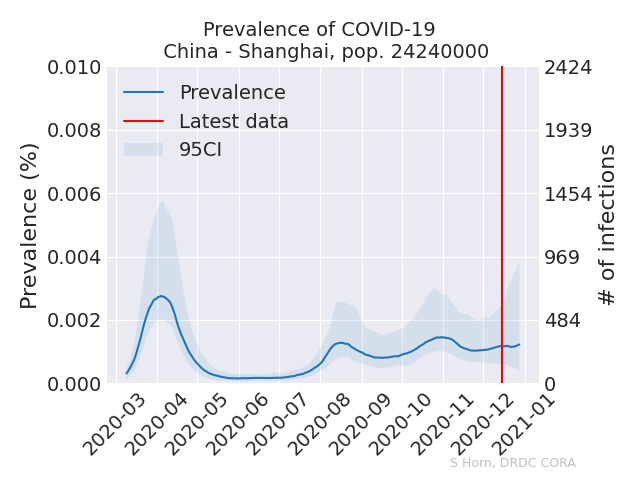 Prevalence of COVID-19
China - Shanghai, pop. 24240000
Prevalence (%)
0.010
0.008
0.006
0.004
0.002
0.000
Prevalence
Latest data
95CI
2424
1939
1454
969
484
0
# of infections
2020-03
2020-04
2020-05
2020-06
2020-07
2020-08
2020-09
2020-10
2020-11
2020-12
2021-01
S Horn, DRDC CORA